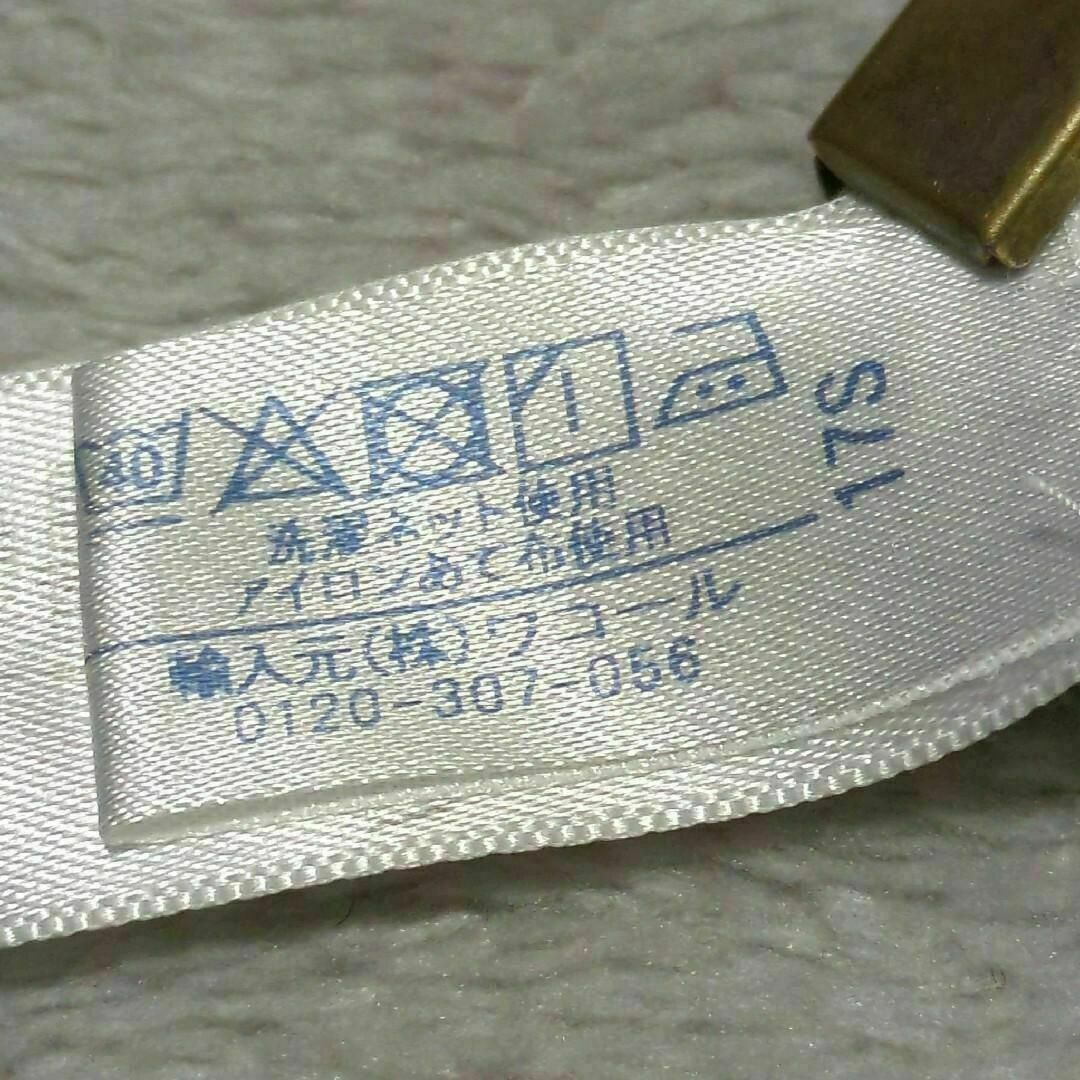 洗濯ネット使用
アイロンあて布使用
輸入元(株)ワコール
0120-307-056
17S